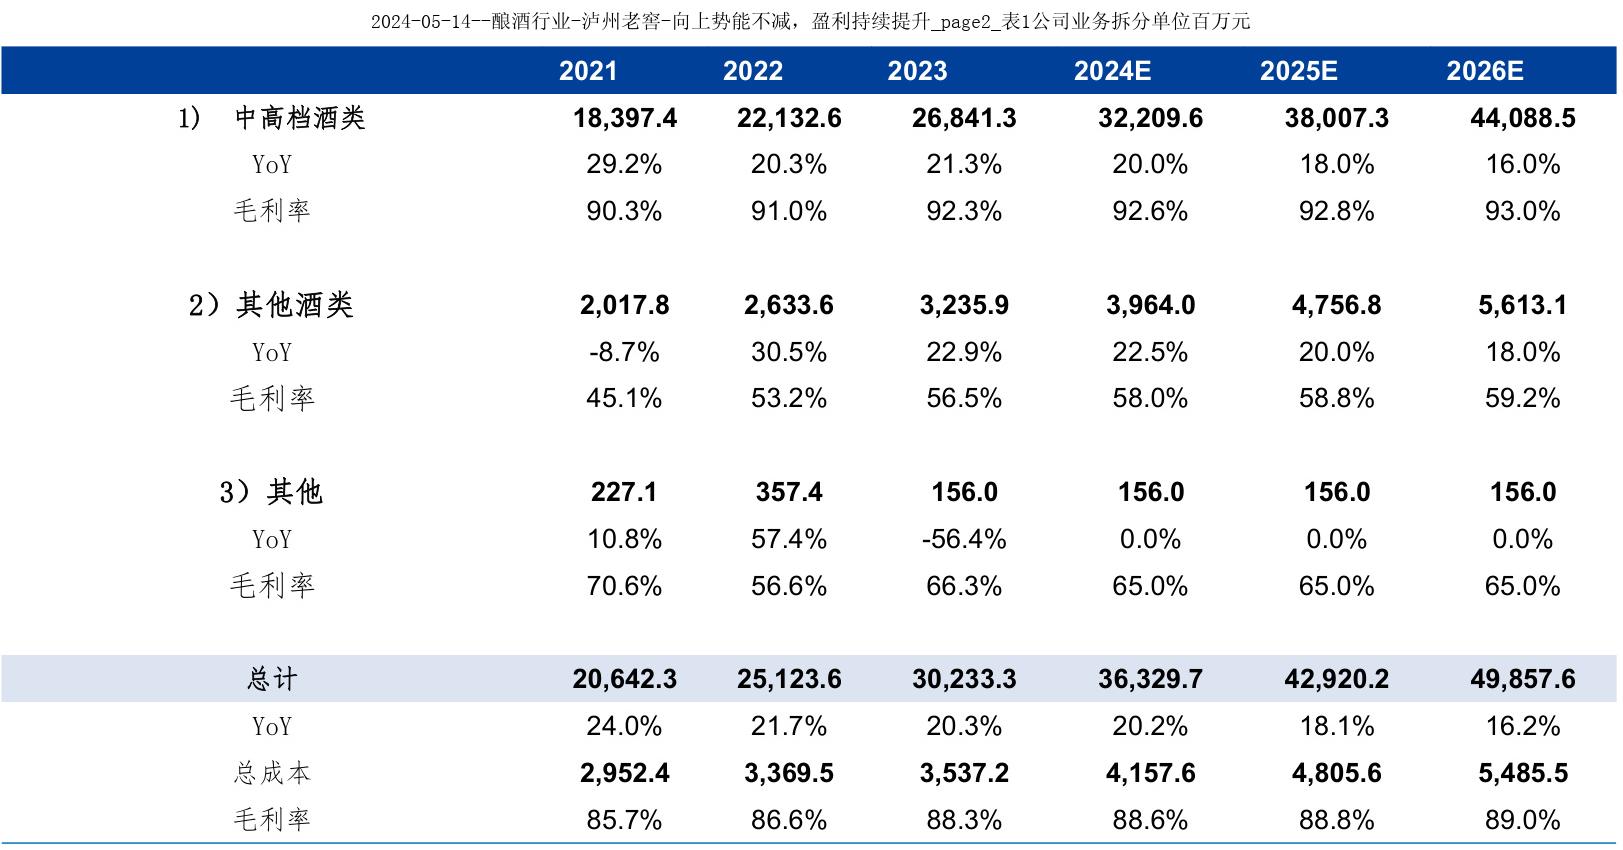 2024-05-14--酿酒行业-泸州老窖-向上势能不减，盈利持续提升_page2_表1公司业务拆分单位百万元
2021 2022 2023 2024E 2025E 2026E
1) 中高档酒类 18,397.4 22,132.6 26,841.3 32,209.6 38,007.3 44,088.5
YoY 29.2% 20.3% 21.3% 20.0% 18.0% 16.0%
毛利率 90.3% 91.0% 92.3% 92.6% 92.8% 93.0%
2）其他酒类 2,017.8 2,633.6 3,235.9 3,964.0 4,756.8 5,613.1
YoY -8.7% 30.5% 22.9% 22.5% 20.0% 18.0%
毛利率 45.1% 53.2% 56.5% 58.0% 58.8% 59.2%
3）其他 227.1 357.4 156.0 156.0 156.0 156.0
YoY 10.8% 57.4% -56.4% 0.0% 0.0% 0.0%
毛利率 70.6% 56.6% 66.3% 65.0% 65.0% 65.0%
总计 20,642.3 25,123.6 30,233.3 36,329.7 42,920.2 49,857.6
YoY 24.0% 21.7% 20.3% 20.2% 18.1% 16.2%
总成本 2,952.4 3,369.5 3,537.2 4,157.6 4,805.6 5,485.5
毛利率 85.7% 86.6% 88.3% 88.6% 88.8% 89.0%